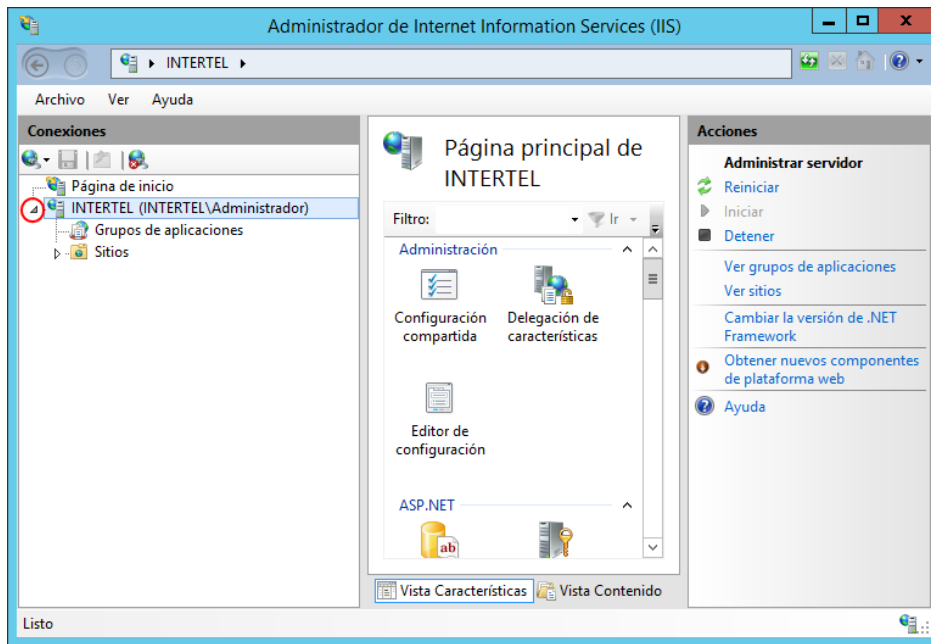 Administrador de Internet Information Services (IIS)
INTERTEL
Archivo Ver Ayuda
Conexiones
Página de inicio
INTERTEL (INTERTEL\Administrador)
Grupos de aplicaciones
Sitios
Página principal de
INTERTEL
Filtro: Ir
Administración
Configuración
compartida
Delegación de
características
Editor de
configuración
ASP.NET
ab
Vista Características Vista Contenido
Acciones
Administrar servidor
Reiniciar
Iniciar
Detener
Ver grupos de aplicaciones
Ver sitios
Cambiar la versión de .NET
Framework
Obtener nuevos componentes
de plataforma web
Ayuda
Listo